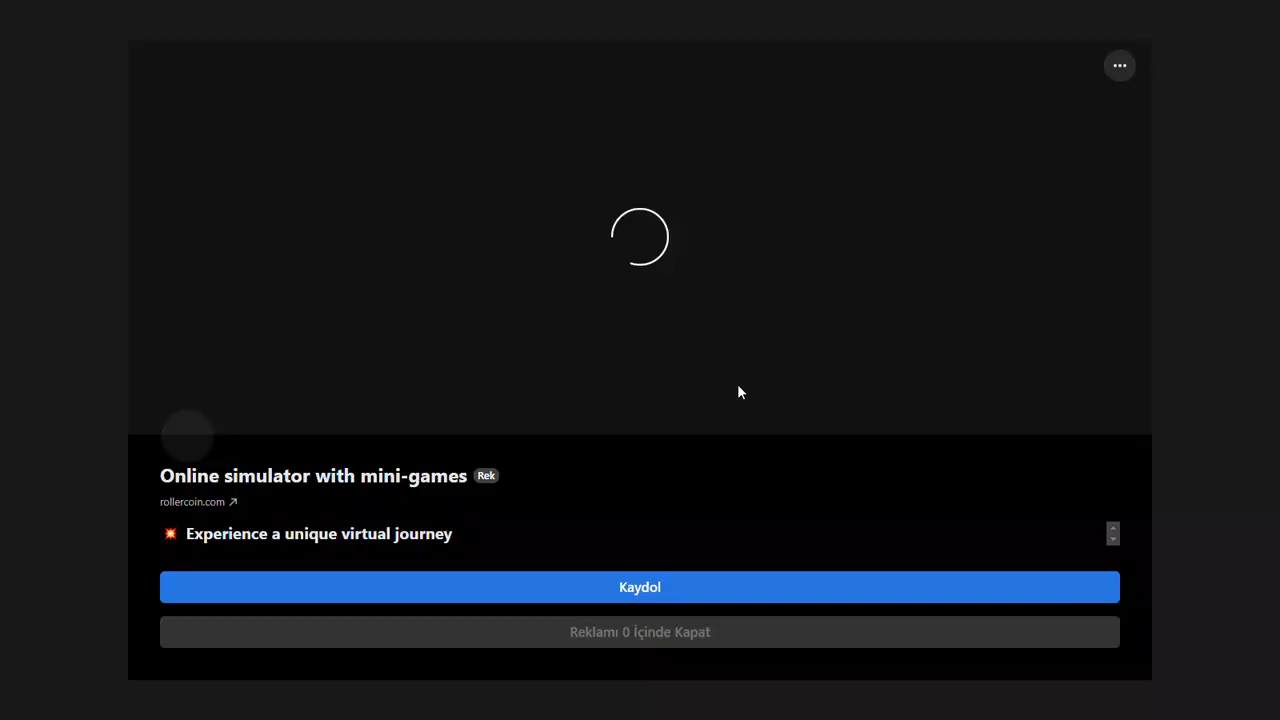 Online simulator with mini-games Rek
rollercoin.com
Experience a unique virtual journey
Kaydol
Reklamı 0 İçinde Kapat